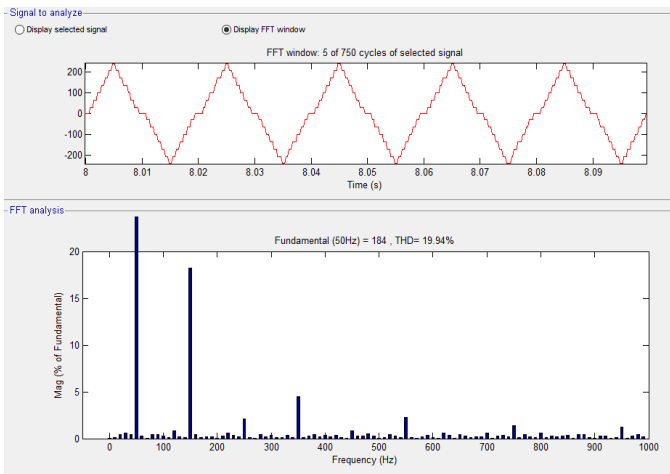 Signal to analyze
Display selected signal Display FFT window
FFT window: 5 of 750 cycles of selected signal
200
100
0
-100
-200
8 8.01 8.02 8.03 8.04 8.05 8.06 8.07 8.08 8.09
Time (s)
FFT analysis
Fundamental (50Hz) = 184 , THD= 19.94%
Mag (% of Fundamental)
20
15
10
5
0
0 100 200 300 400 500 600 700 800 900 1000
Frequency (Hz)